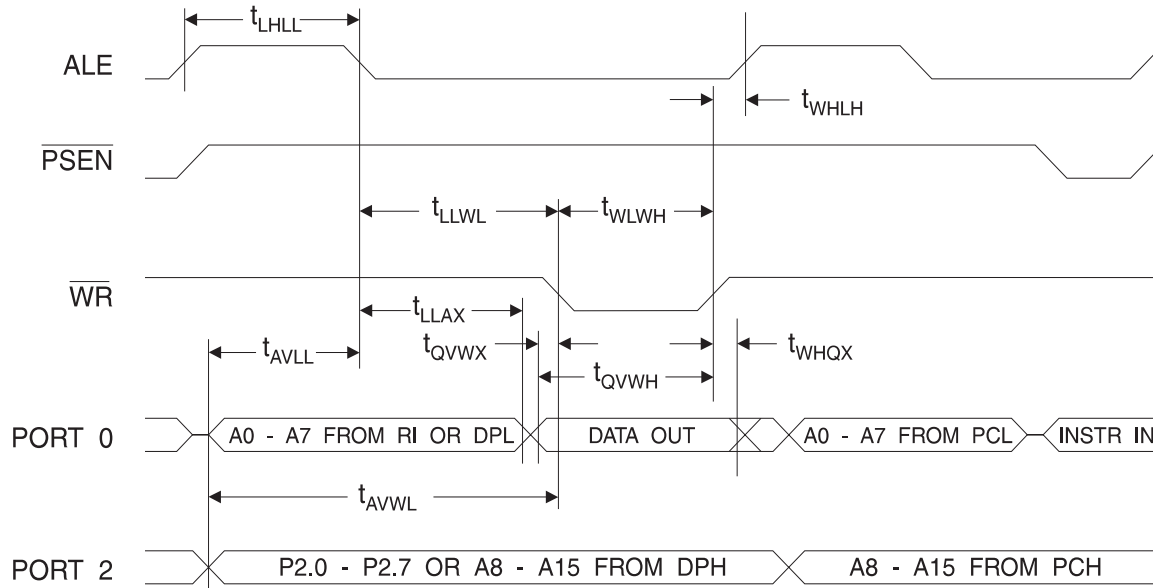 tLHLL
ALE
tWHLH
PSEN
tLLWL
tWLWH
WR
tLLAX
tAVLL
tQVWX
tWHQX
tQVWH
PORT 0
A0 - A7 FROM RI OR DPL
DATA OUT
A0 - A7 FROM PCL
INSTR IN
tAVWL
PORT 2
P2.0 - P2.7 OR A8 - A15 FROM DPH
A8 - A15 FROM PCH